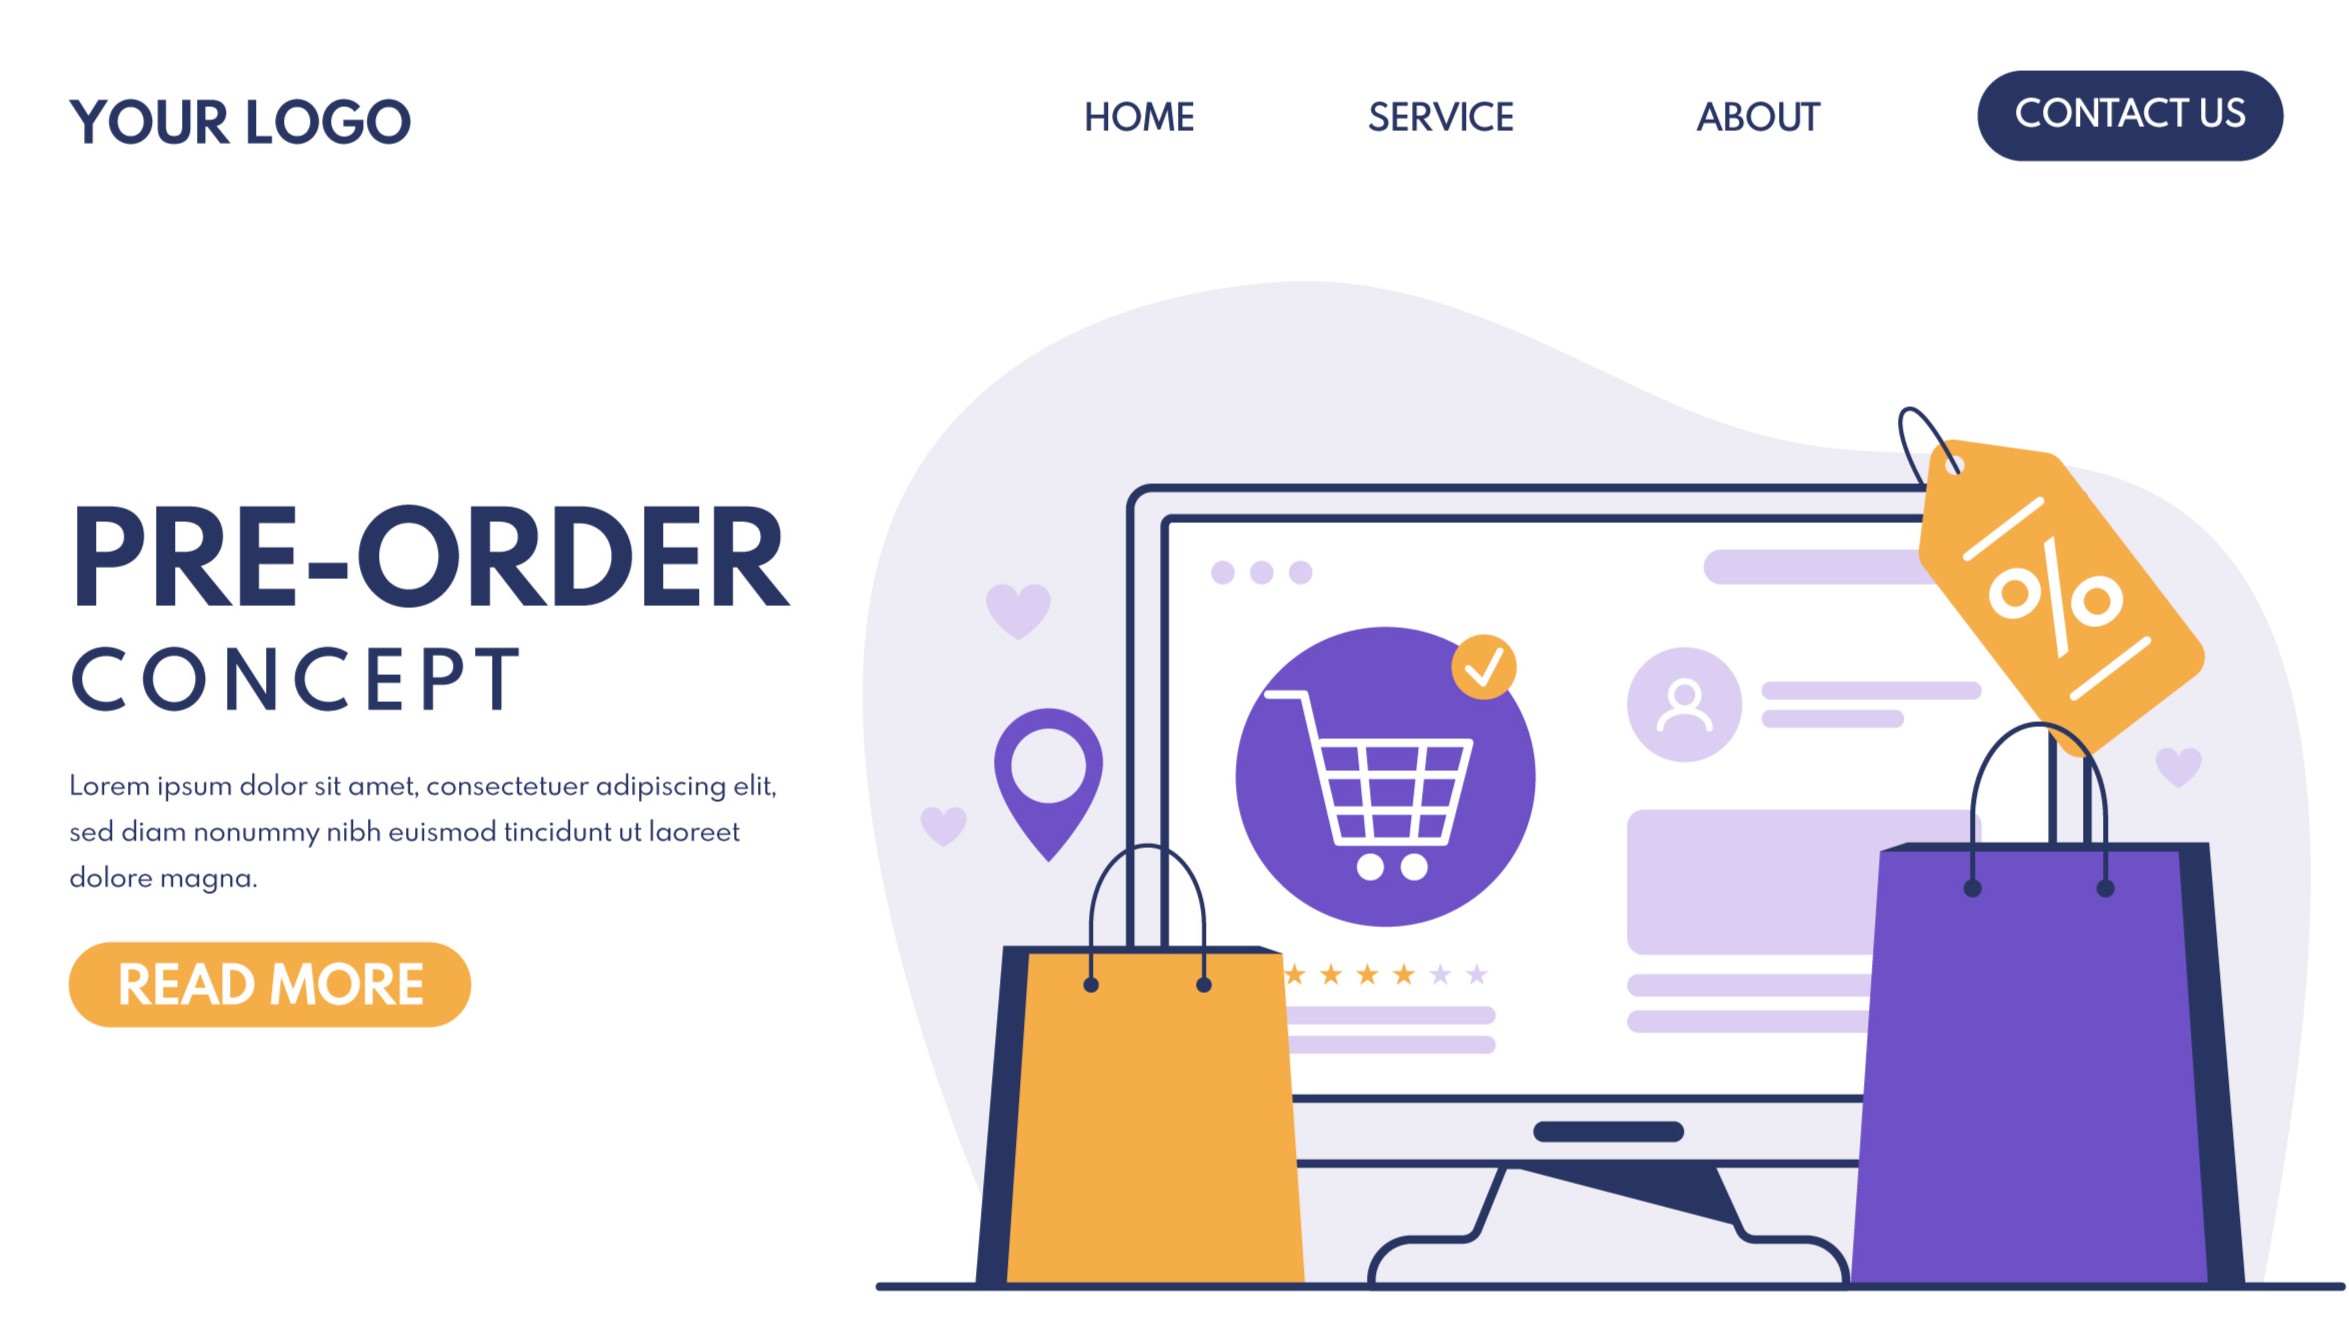 YOUR LOGO
HOME
SERVICE
ABOUT
CONTACT US
PRE-ORDER
CONCEPT
Lorem ipsum dolor sit amet, consectetuer adipiscing elit,
sed diam nonummy nibh euismod tincidunt ut laoreet
dolore magna.
READ MORE
%